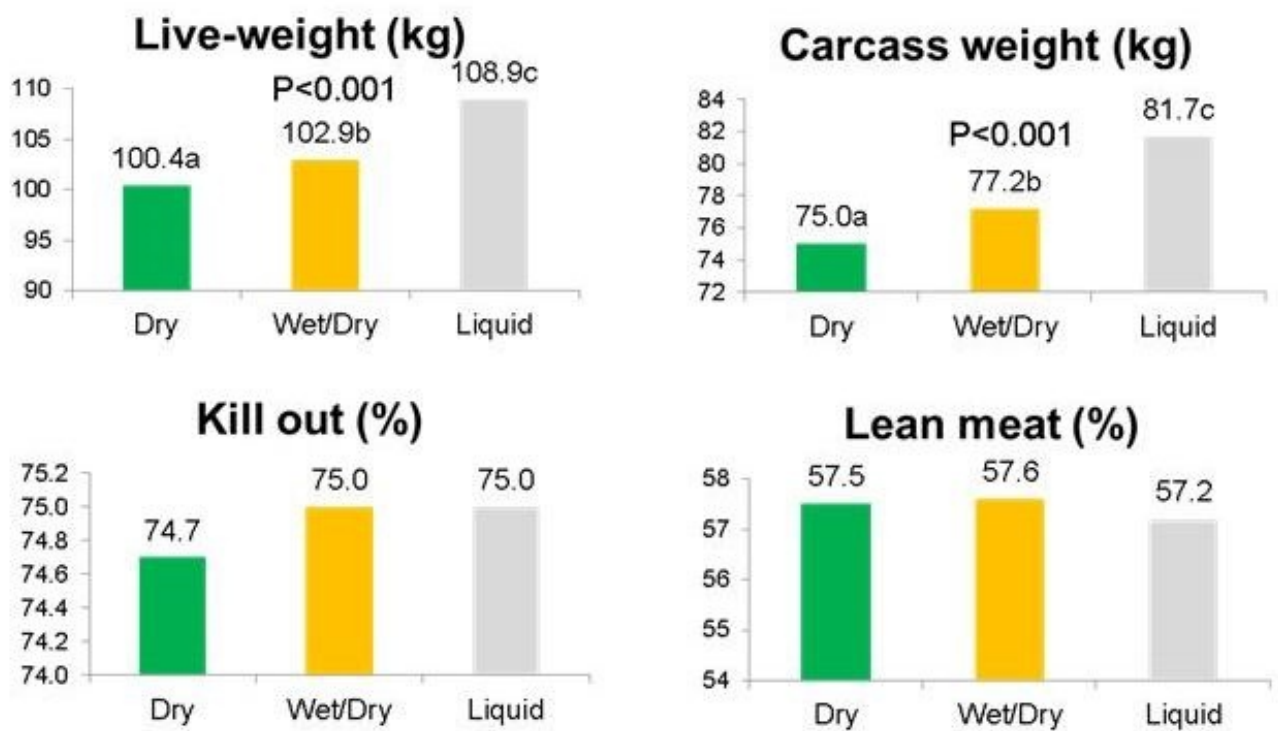 Live-weight (kg)
110
105
100
95
90
P<0.001
100.4a
102.9b
108.9c
Dry
Wet/Dry
Liquid
Carcass weight (kg)
84
82
80
78
76
74
72
P<0.001
75.0a
77.2b
81.7c
Dry
Wet/Dry
Liquid
Kill out (%)
75.2
75.0
74.8
74.6
74.4
74.2
74.0
74.7
75.0
75.0
Dry
Wet/Dry
Liquid
Lean meat (%)
58
57
56
55
54
57.5
57.6
57.2
Dry
Wet/Dry
Liquid